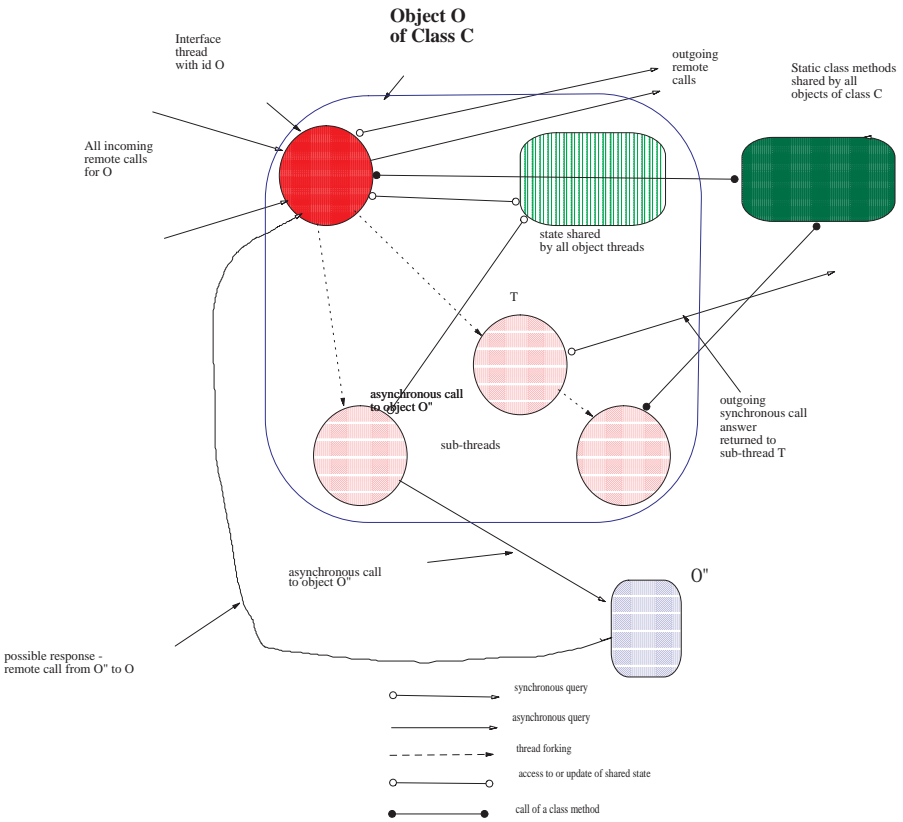 Object O
of Class C
Interface
thread
with id O
outgoing
remote
calls
Static class methods
shared by all
objects of class C
All incoming
remote calls
for O
state shared
by all object threads
T
asynchronous call
to object O"
sub-threads
outgoing
synchronous call
answer
returned to
sub-thread T
asynchronous call
to object O"
O"
possible response -
remote call from O" to O
synchronous query
asynchronous query
thread forking
access to or update of shared state
call of a class method